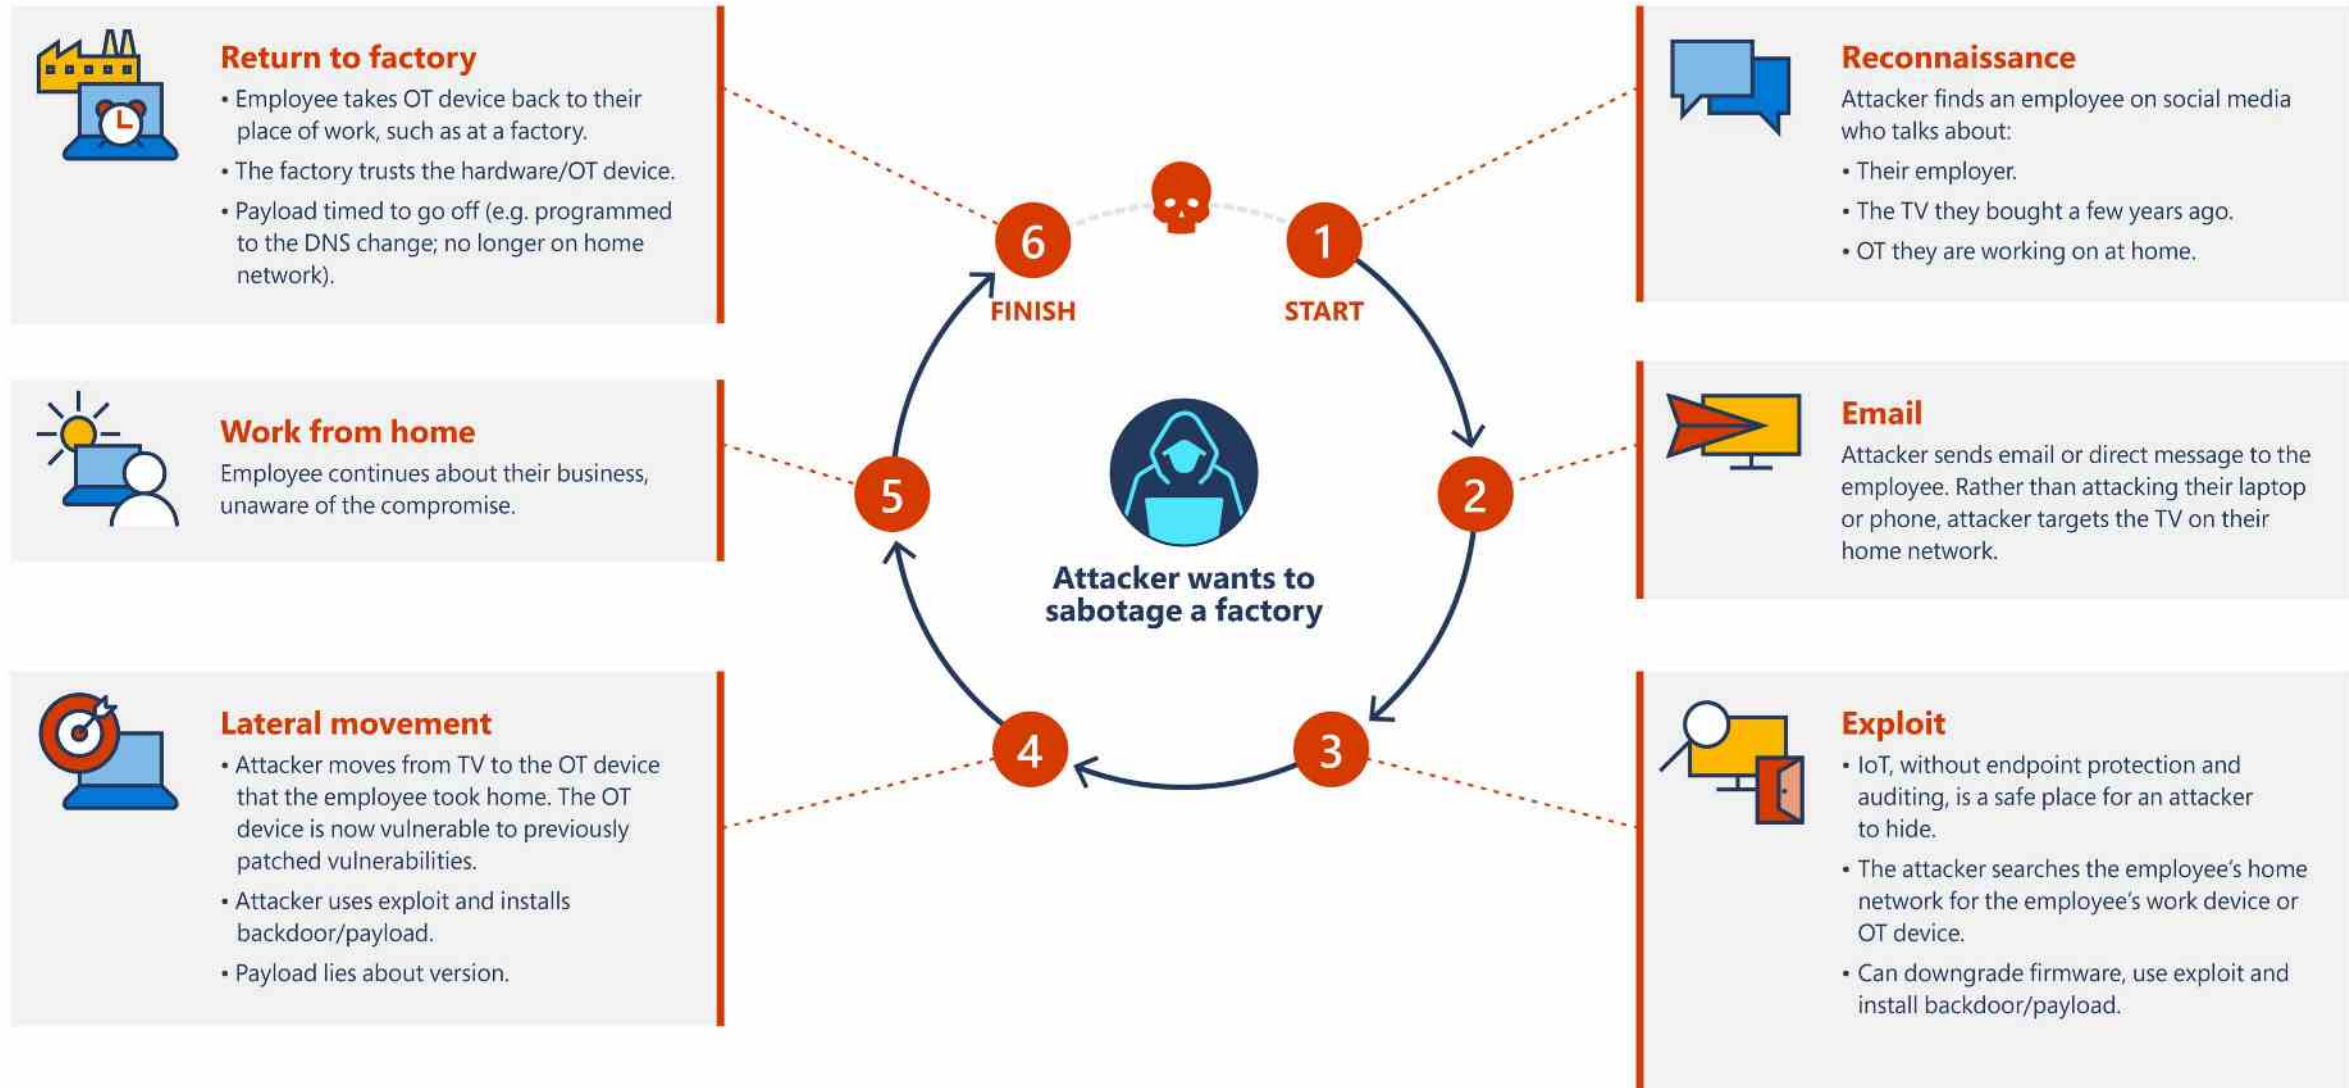 Return to factory
• Employee takes OT device back to their
place of work, such as at a factory.
• The factory trusts the hardware/OT device.
• Payload timed to go off (e.g. programmed
to the DNS change; no longer on home
network).
Work from home
Employee continues about their business,
unaware of the compromise.
Lateral movement
• Attacker moves from TV to the OT device
that the employee took home. The OT
device is now vulnerable to previously
patched vulnerabilities.
• Attacker uses exploit and installs
backdoor/payload.
• Payload lies about version.
6
FINISH
1
START
5
2
Attacker wants to
sabotage a factory
4
3
Reconnaissance
Attacker finds an employee on social media
who talks about:
• Their employer.
• The TV they bought a few years ago.
• OT they are working on at home.
Email
Attacker sends email or direct message to the
employee. Rather than attacking their laptop
or phone, attacker targets the TV on their
home network.
Exploit
• IoT, without endpoint protection and
auditing, is a safe place for an attacker
to hide.
• The attacker searches the employee’s home
network for the employee’s work device or
OT device.
• Can downgrade firmware, use exploit and
install backdoor/payload.